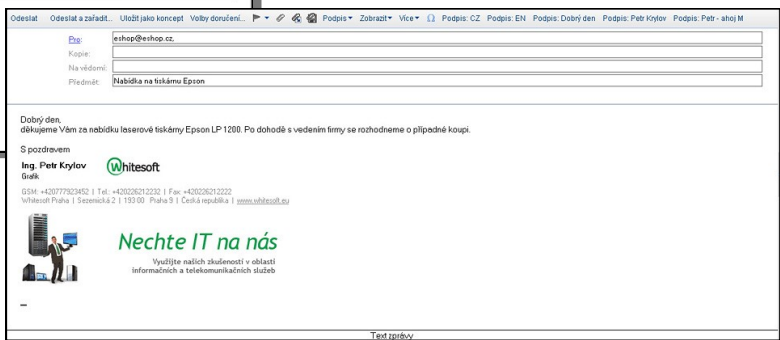 Odeslat Odeslat a zařadit... Uložit jako koncept Volby doručení... Podpis Zobrazit Více Podpis: CZ Podpis: EN Podpis: Dobrý den Podpis: Petr Krylov Podpis: Petr - ahoj M
Pro: eshop@eshop.cz,
Kopie:
Na vědomí:
Předmět: Nabídka na tiskárnu Epson
Dobrý den,
děkujeme Vám za nabídku laserové tiskárny Epson LP 1200. Po dohodě s vedením firmy se rozhodneme o případné koupi.
S pozdravem
Ing. Petr Krylov Whitesoft
Grafik
GSM: +420777923452 | Tel.: +420226212232 | Fax: +420226212222
Whitesoft Praha | Sezemická 2 | 193 00 Praha 9 | Česká republika | www.whitesoft.eu
Nechte IT na nás
Využijte našich zkušeností v oblasti
informačních a telekomunikačních služeb
Text zprávy